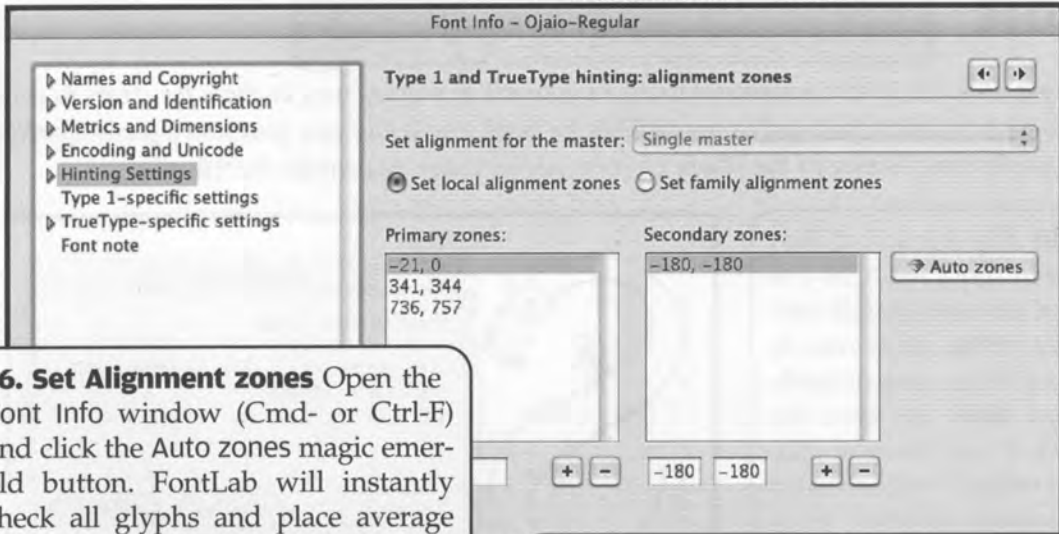 Font Info – Ojaio–Regular
Names and Copyright
Version and Identification
Metrics and Dimensions
Encoding and Unicode
Hinting Settings
Type 1–specific settings
TrueType–specific settings
Font note
Type 1 and TrueType hinting: alignment zones
Set alignment for the master: Single master
Set local alignment zones Set family alignment zones
Primary zones: Secondary zones:
–21, 0 –180, –180 Auto zones
341, 344
736, 757
+ – –180 –180 + –
6. Set Alignment zones Open the
ont Info window (Cmd- or Ctrl-F)
nd click the Auto zones magic emer-
ld button. FontLab will instantly
heck all glyphs and place average